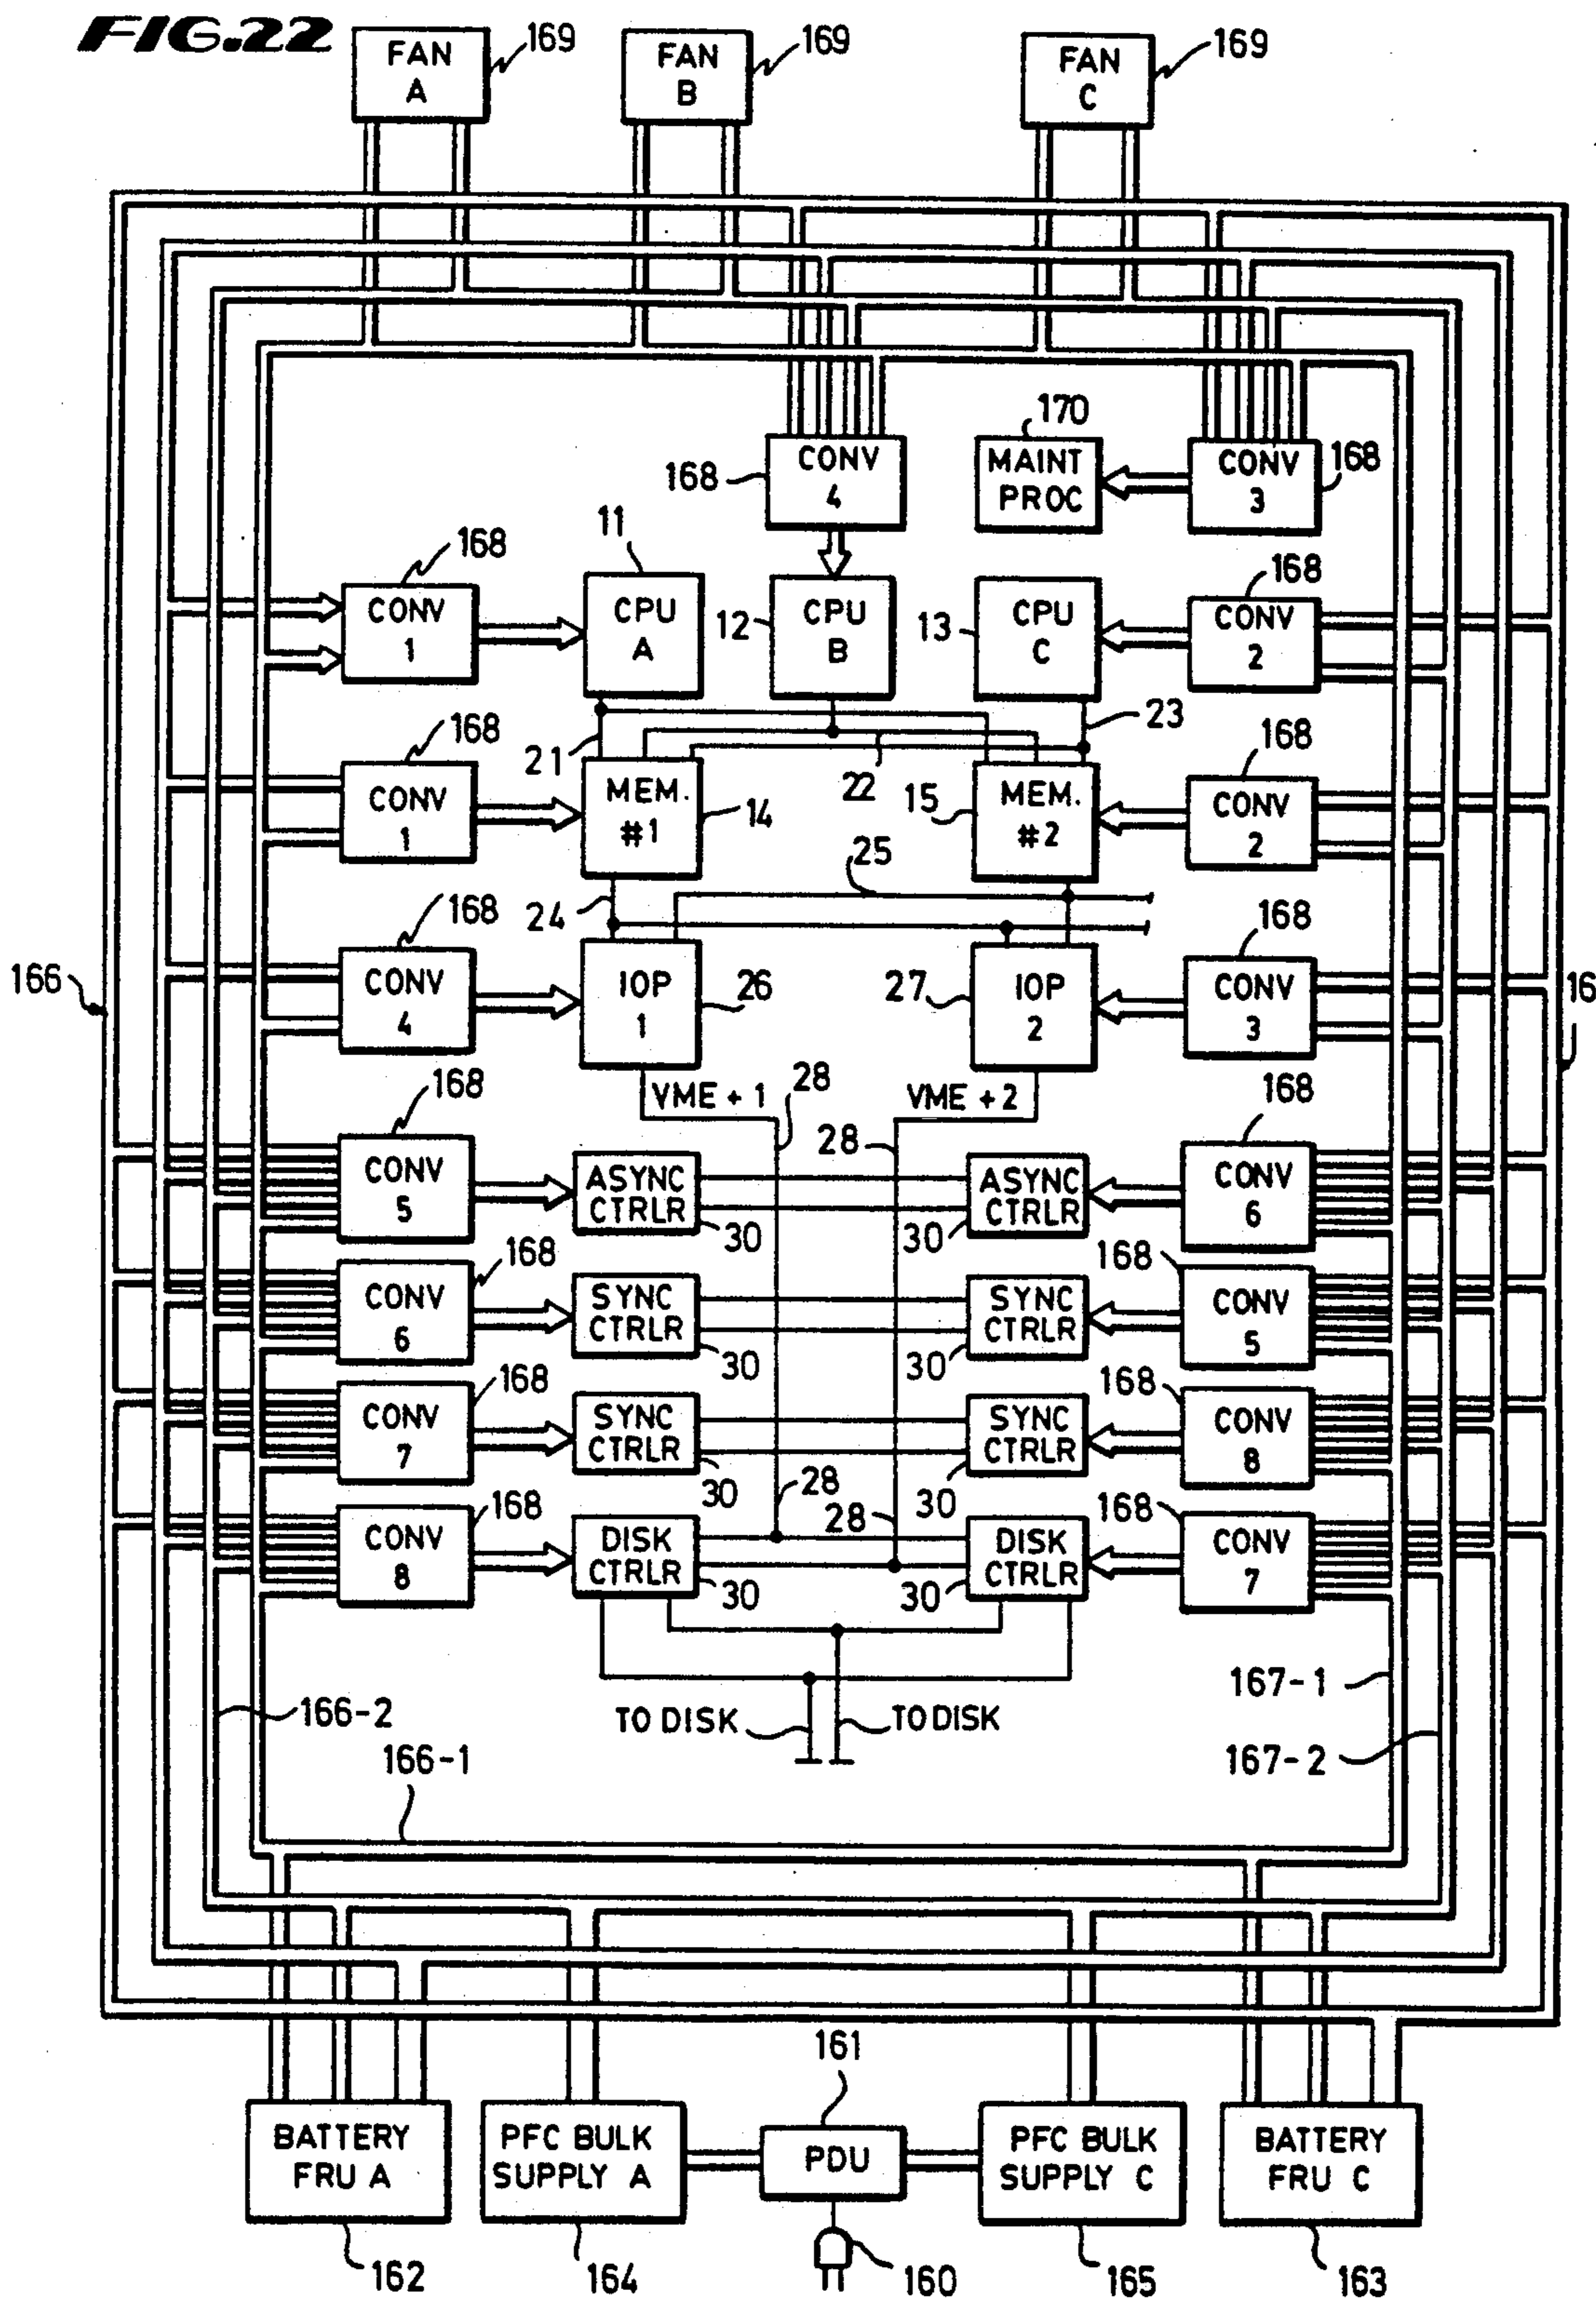 FIG.22
FAN
A
169
FAN
B
169
FAN
C
169
168
CONV
4
170
MAINT
PROC
CONV
3
168
168
CONV
1
11
CPU
A
12
CPU
B
13
CPU
C
168
CONV
2
21
22
23
168
CONV
1
MEM.
#1
14
15
MEM.
#2
168
CONV
2
24
25
166
168
CONV
4
IOP
1
26
27
IOP
2
168
CONV
3
16
VME + 1
28
VME + 2
28
168
CONV
5
ASYNC
CTRLR
30
ASYNC
CTRLR
30
168
CONV
6
168
CONV
6
SYNC
CTRLR
30
SYNC
CTRLR
30
168
CONV
5
168
CONV
7
SYNC
CTRLR
30
SYNC
CTRLR
30
168
CONV
8
28
28
168
CONV
8
DISK
CTRLR
30
DISK
CTRLR
30
168
CONV
7
166-2
TO DISK
TO DISK
167-1
166-1
167-2
161
BATTERY
FRU A
PFC BULK
SUPPLY A
PDU
PFC BULK
SUPPLY C
BATTERY
FRU C
162
164
160
165
163